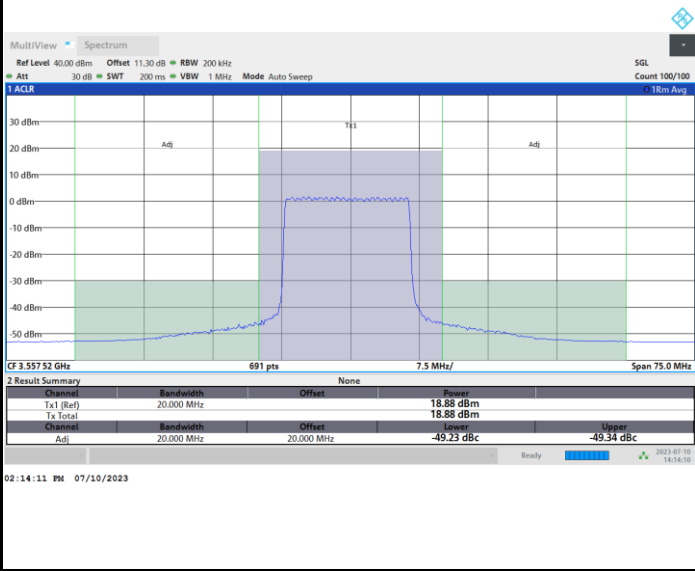 MultiView Spectrum
Ref Level 40.00 dBm Offset 11.30 dB RBW 200 kHz SGL
Att 30 dB SWT 200 ms VBW 1 MHz Mode Auto Sweep Count 100/100
1 ACLR 1Rm Avg
30 dBm
Tx1
Adj Adj
20 dBm
10 dBm
0 dBm
-10 dBm
-20 dBm
-30 dBm
-40 dBm
-50 dBm
CF 3.557 52 GHz 691 pts 7.5 MHz/ Span 75.0 MHz
2 Result Summary None
Channel Bandwidth Offset Power
Tx1 (Ref) 20.000 MHz 18.88 dBm
Tx Total 18.88 dBm
Channel Bandwidth Offset Lower Upper
Adj 20.000 MHz 20.000 MHz -49.23 dBc -49.34 dBc
Ready 2023-07-10
14:14:10
02:14:11 PM 07/10/2023